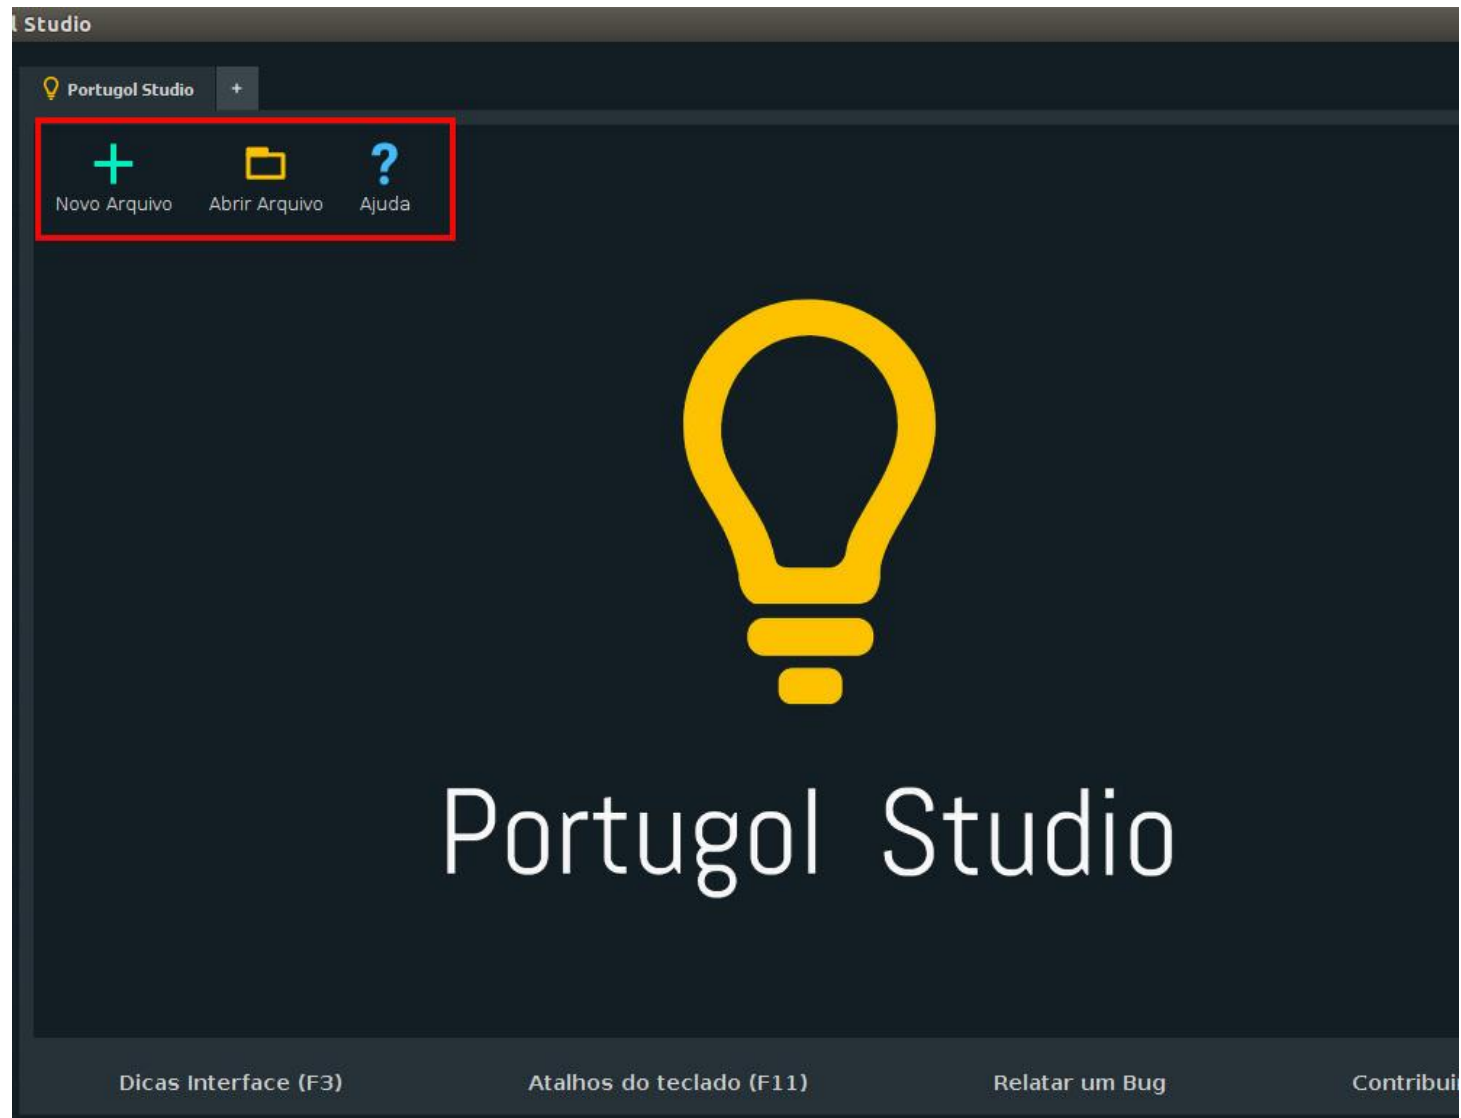 Studio
Portugol Studio +
Novo Arquivo Abrir Arquivo Ajuda
Portugol Studio
Dicas Interface (F3) Atalhos do teclado (F11) Relatar um Bug Contribui